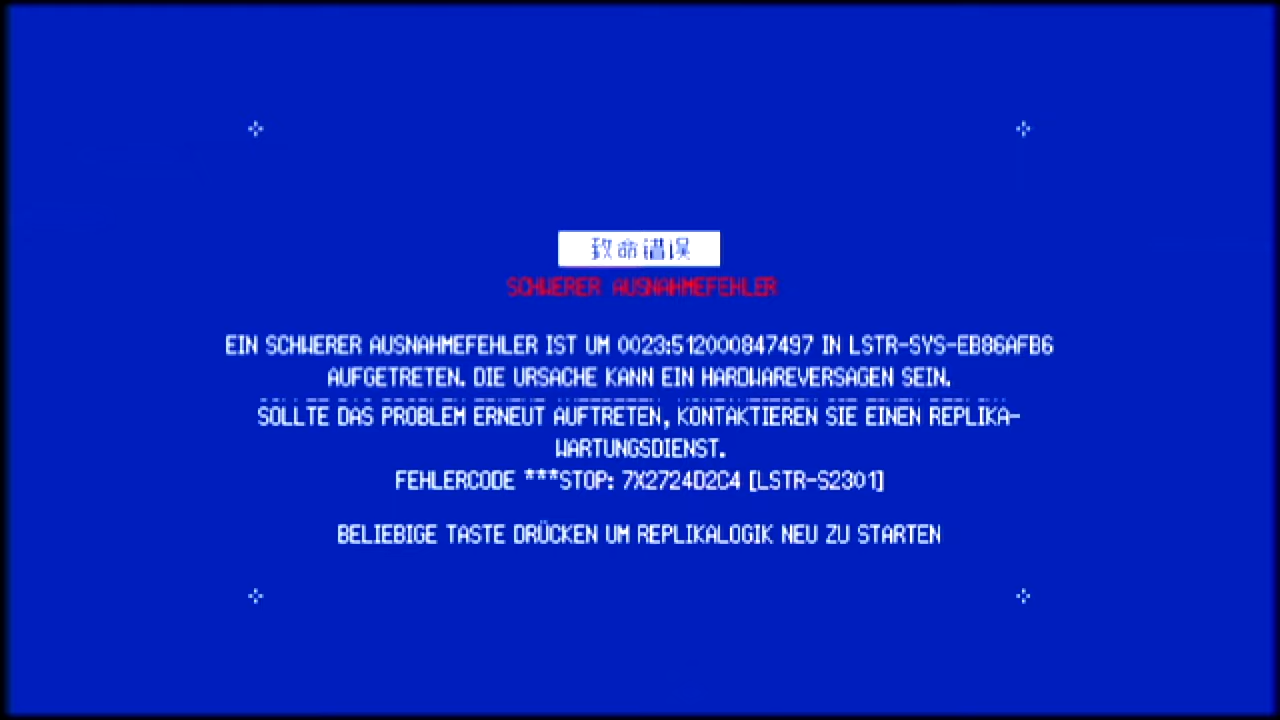 致命错误
SCHWERER AUSNAHMEFEHLER
EIN SCHWERER AUSNAHMEFEHLER IST UM 0023:512000847497 IN LSTR-SYS-EB86AFB6
AUFGETRETEN. DIE URSACHE KANN EIN HARDWAREVERSAGEN SEIN.
SOLLTE DAS PROBLEM ERNEUT AUFTRETEN, KONTAKTIEREN SIE EINEN REPLIKA-
WARTUNGSDIENST.
FEHLERCODE ***STOP: 7X2724D2C4 [LSTR-S2301]
BELIEBIGE TASTE DRÜCKEN UM REPLIKALOGIK NEU ZU STARTEN